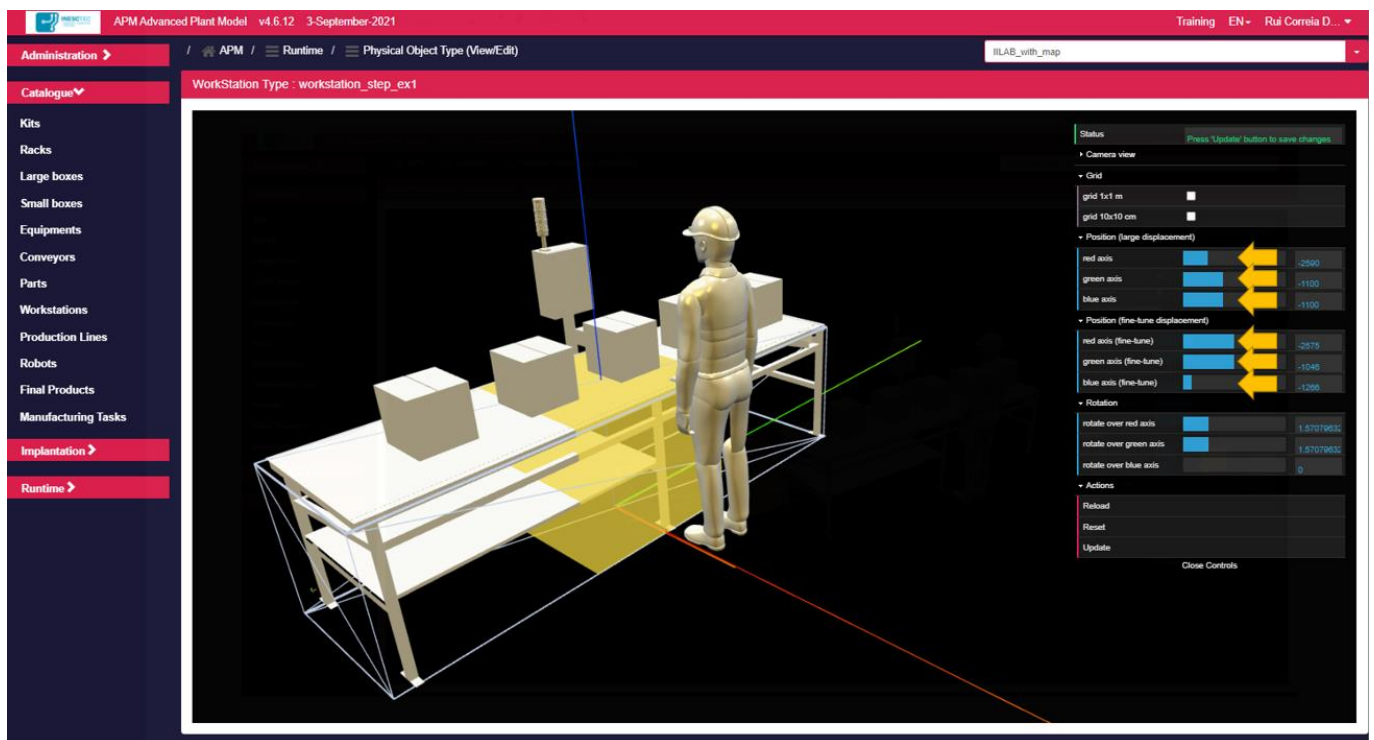 INESCTEC
APM Advanced Plant Model v4.6.12 3-September-2021
Training EN Rui Correia D...
Administration
/ APM / Runtime / Physical Object Type (View/Edit)
IILAB_with_map
Catalogue
WorkStation Type : workstation_step_ex1
Kits
Racks
Large boxes
Small boxes
Equipments
Conveyors
Parts
Workstations
Production Lines
Robots
Final Products
Manufacturing Tasks
Implantation
Runtime
Status Press 'Update' button to save changes
Camera view
Grid
grid 1x1 m
grid 10x10 cm
Position (large displacement)
red axis -2590
green axis -1100
blue axis -1100
Position (fine-tune displacement)
red axis (fine-tune) -2575
green axis (fine-tune) -1046
blue axis (fine-tune) -1266
Rotation
rotate over red axis 1.57079632
rotate over green axis 1.57079632
rotate over blue axis 0
Actions
Reload
Reset
Update
Close Controls